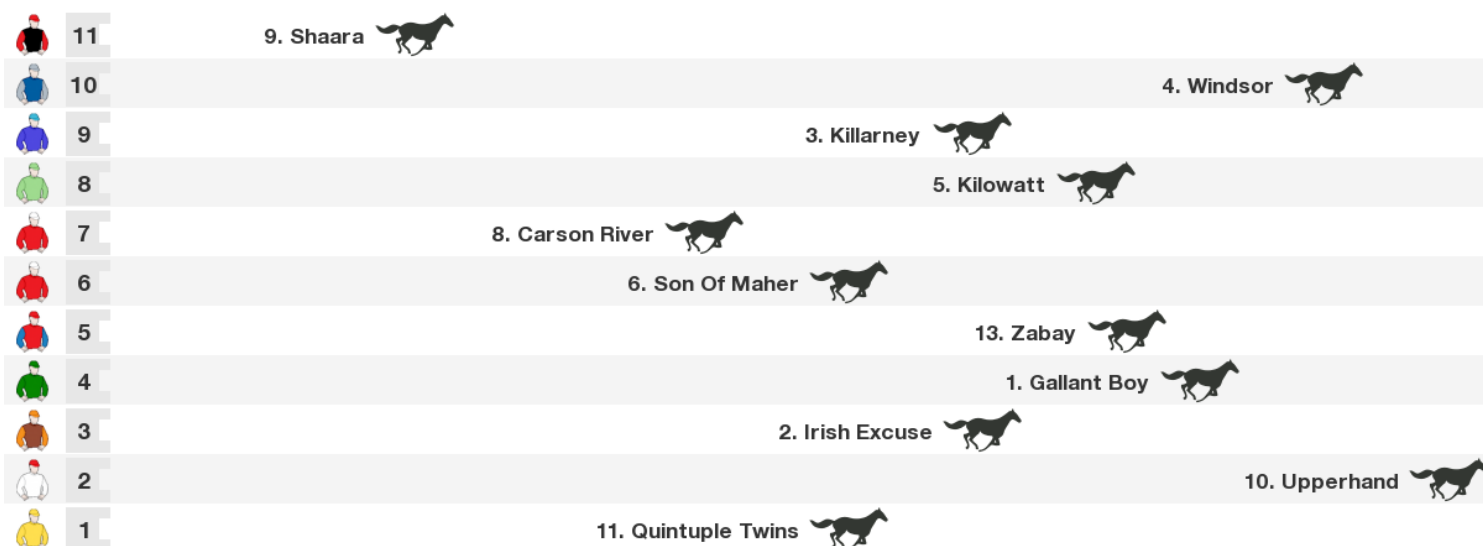 11 9. Shaara
10 4. Windsor
9 3. Killarney
8 5. Kilowatt
7 8. Carson River
6 6. Son Of Maher
5 13. Zabay
4 1. Gallant Boy
3 2. Irish Excuse
2 10. Upperhand
1 11. Quintuple Twins